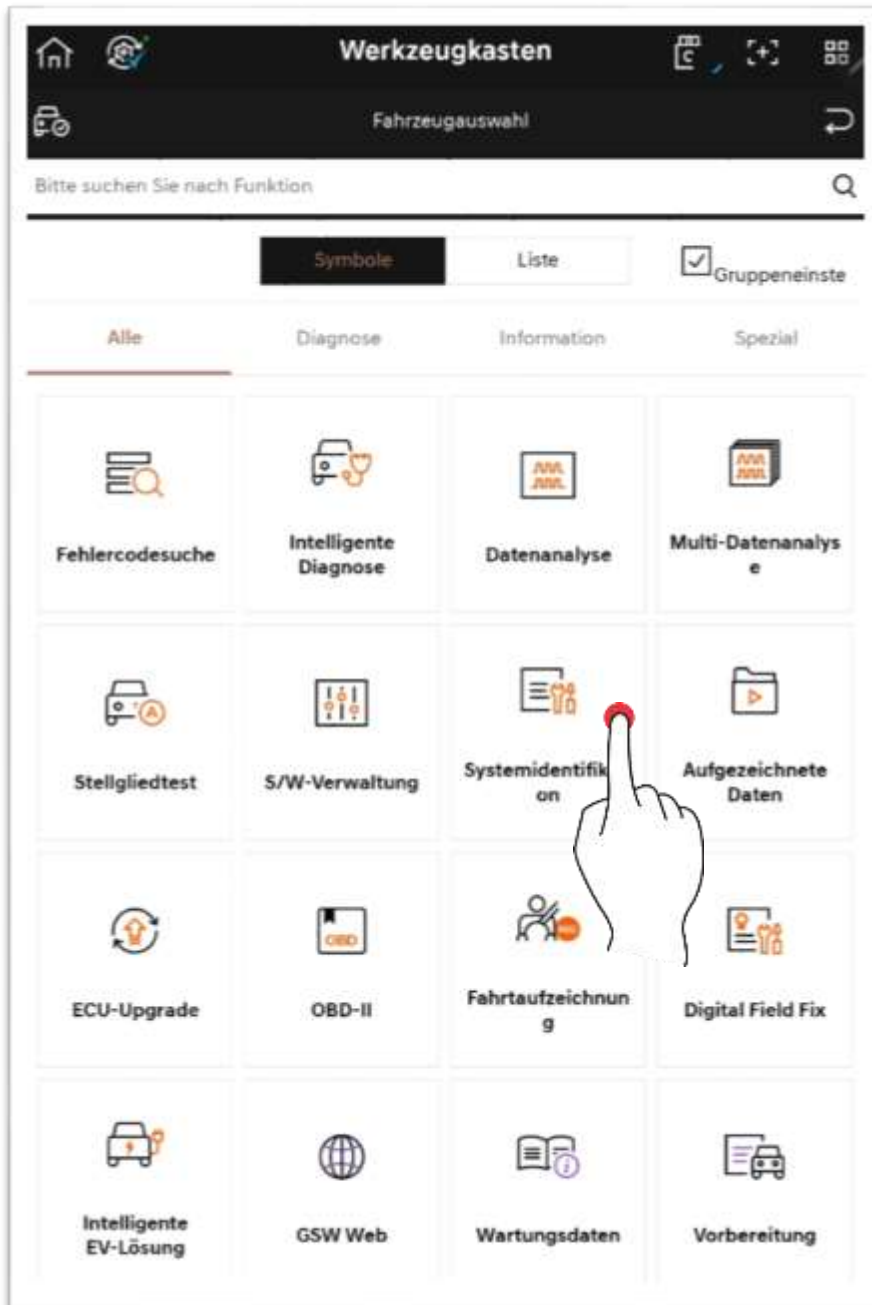 Werkzeugkasten
C
Fahrzeugauswahl
Bitte suchen Sie nach Funktion
Symbole Liste Gruppeneinste
Alle Diagnose Information Spezial
Fehlercodesuche
Intelligente
Diagnose
Datenanalyse
Multi-Datenanalys
e
A
Stellgliedtest
S/W-Verwaltung
Systemidentifik
on
Aufgezeichnete
Daten
ECU-Upgrade
OBD
OBD-II
Fahrtaufzeichnun
g
Digital Field Fix
Intelligente
EV-Lösung
GSW Web
i
Wartungsdaten
Vorbereitung